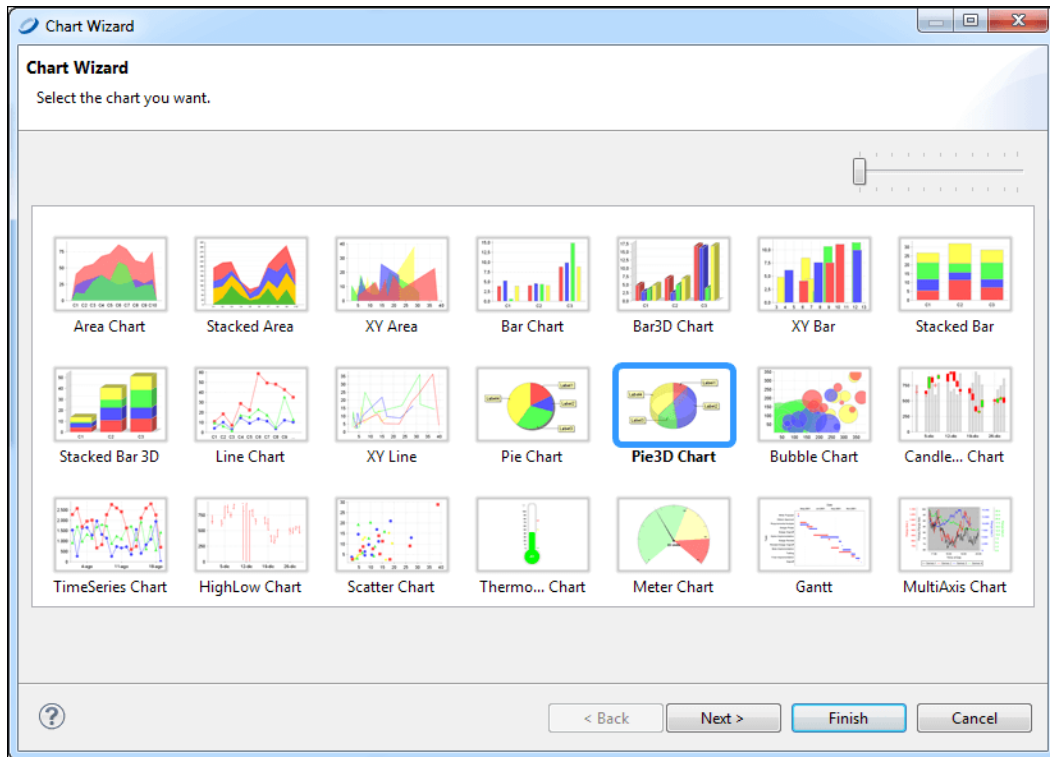 Chart Wizard
Chart Wizard
Select the chart you want.
Area Chart
Stacked Area
XY Area
Bar Chart
Bar3D Chart
XY Bar
Stacked Bar
Stacked Bar 3D
Line Chart
XY Line
Pie Chart
Pie3D Chart
Bubble Chart
Candle... Chart
TimeSeries Chart
HighLow Chart
Scatter Chart
Thermo... Chart
Meter Chart
Gantt
MultiAxis Chart
?
< Back
Next >
Finish
Cancel